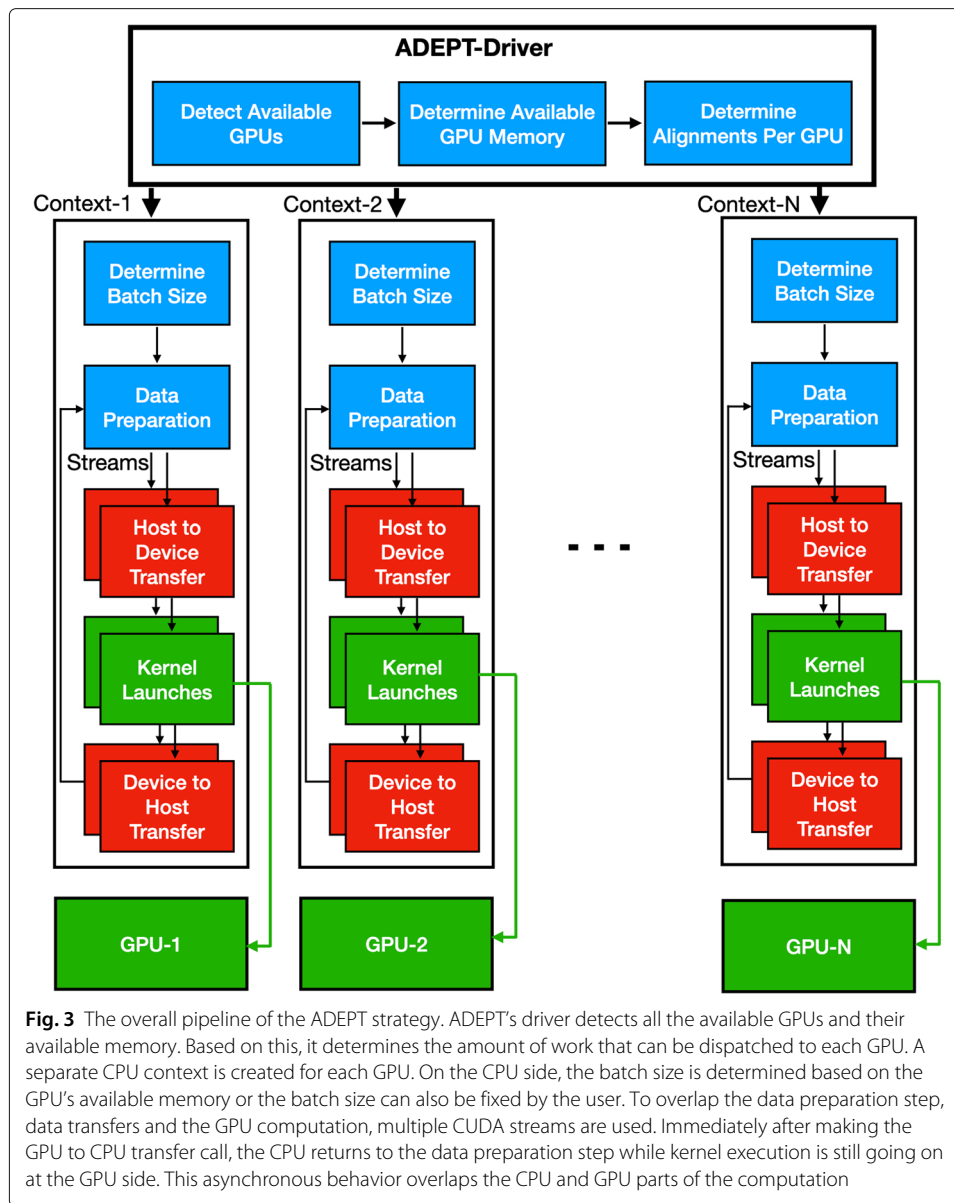 ADEPT-Driver
Detect Available
GPUs
Determine Available
GPU Memory
Determine
Alignments Per GPU
Context-1
Determine
Batch Size
Data
Preparation
Streams
Host to
Device
Transfer
Kernel
Launches
Device to
Host
Transfer
GPU-1
Context-2
Determine
Batch Size
Data
Preparation
Streams
Host to
Device
Transfer
Kernel
Launches
Device to
Host
Transfer
GPU-2
Context-N
Determine
Batch Size
Data
Preparation
Streams
Host to
Device
Transfer
Kernel
Launches
Device to
Host
Transfer
GPU-N
Fig. 3 The overall pipeline of the ADEPT strategy. ADEPT's driver detects all the available GPUs and their
available memory. Based on this, it determines the amount of work that can be dispatched to each GPU. A
separate CPU context is created for each GPU. On the CPU side, the batch size is determined based on the
GPU's available memory or the batch size can also be fixed by the user. To overlap the data preparation step,
data transfers and the GPU computation, multiple CUDA streams are used. Immediately after making the
GPU to CPU transfer call, the CPU returns to the data preparation step while kernel execution is still going on
at the GPU side. This asynchronous behavior overlaps the CPU and GPU parts of the computation